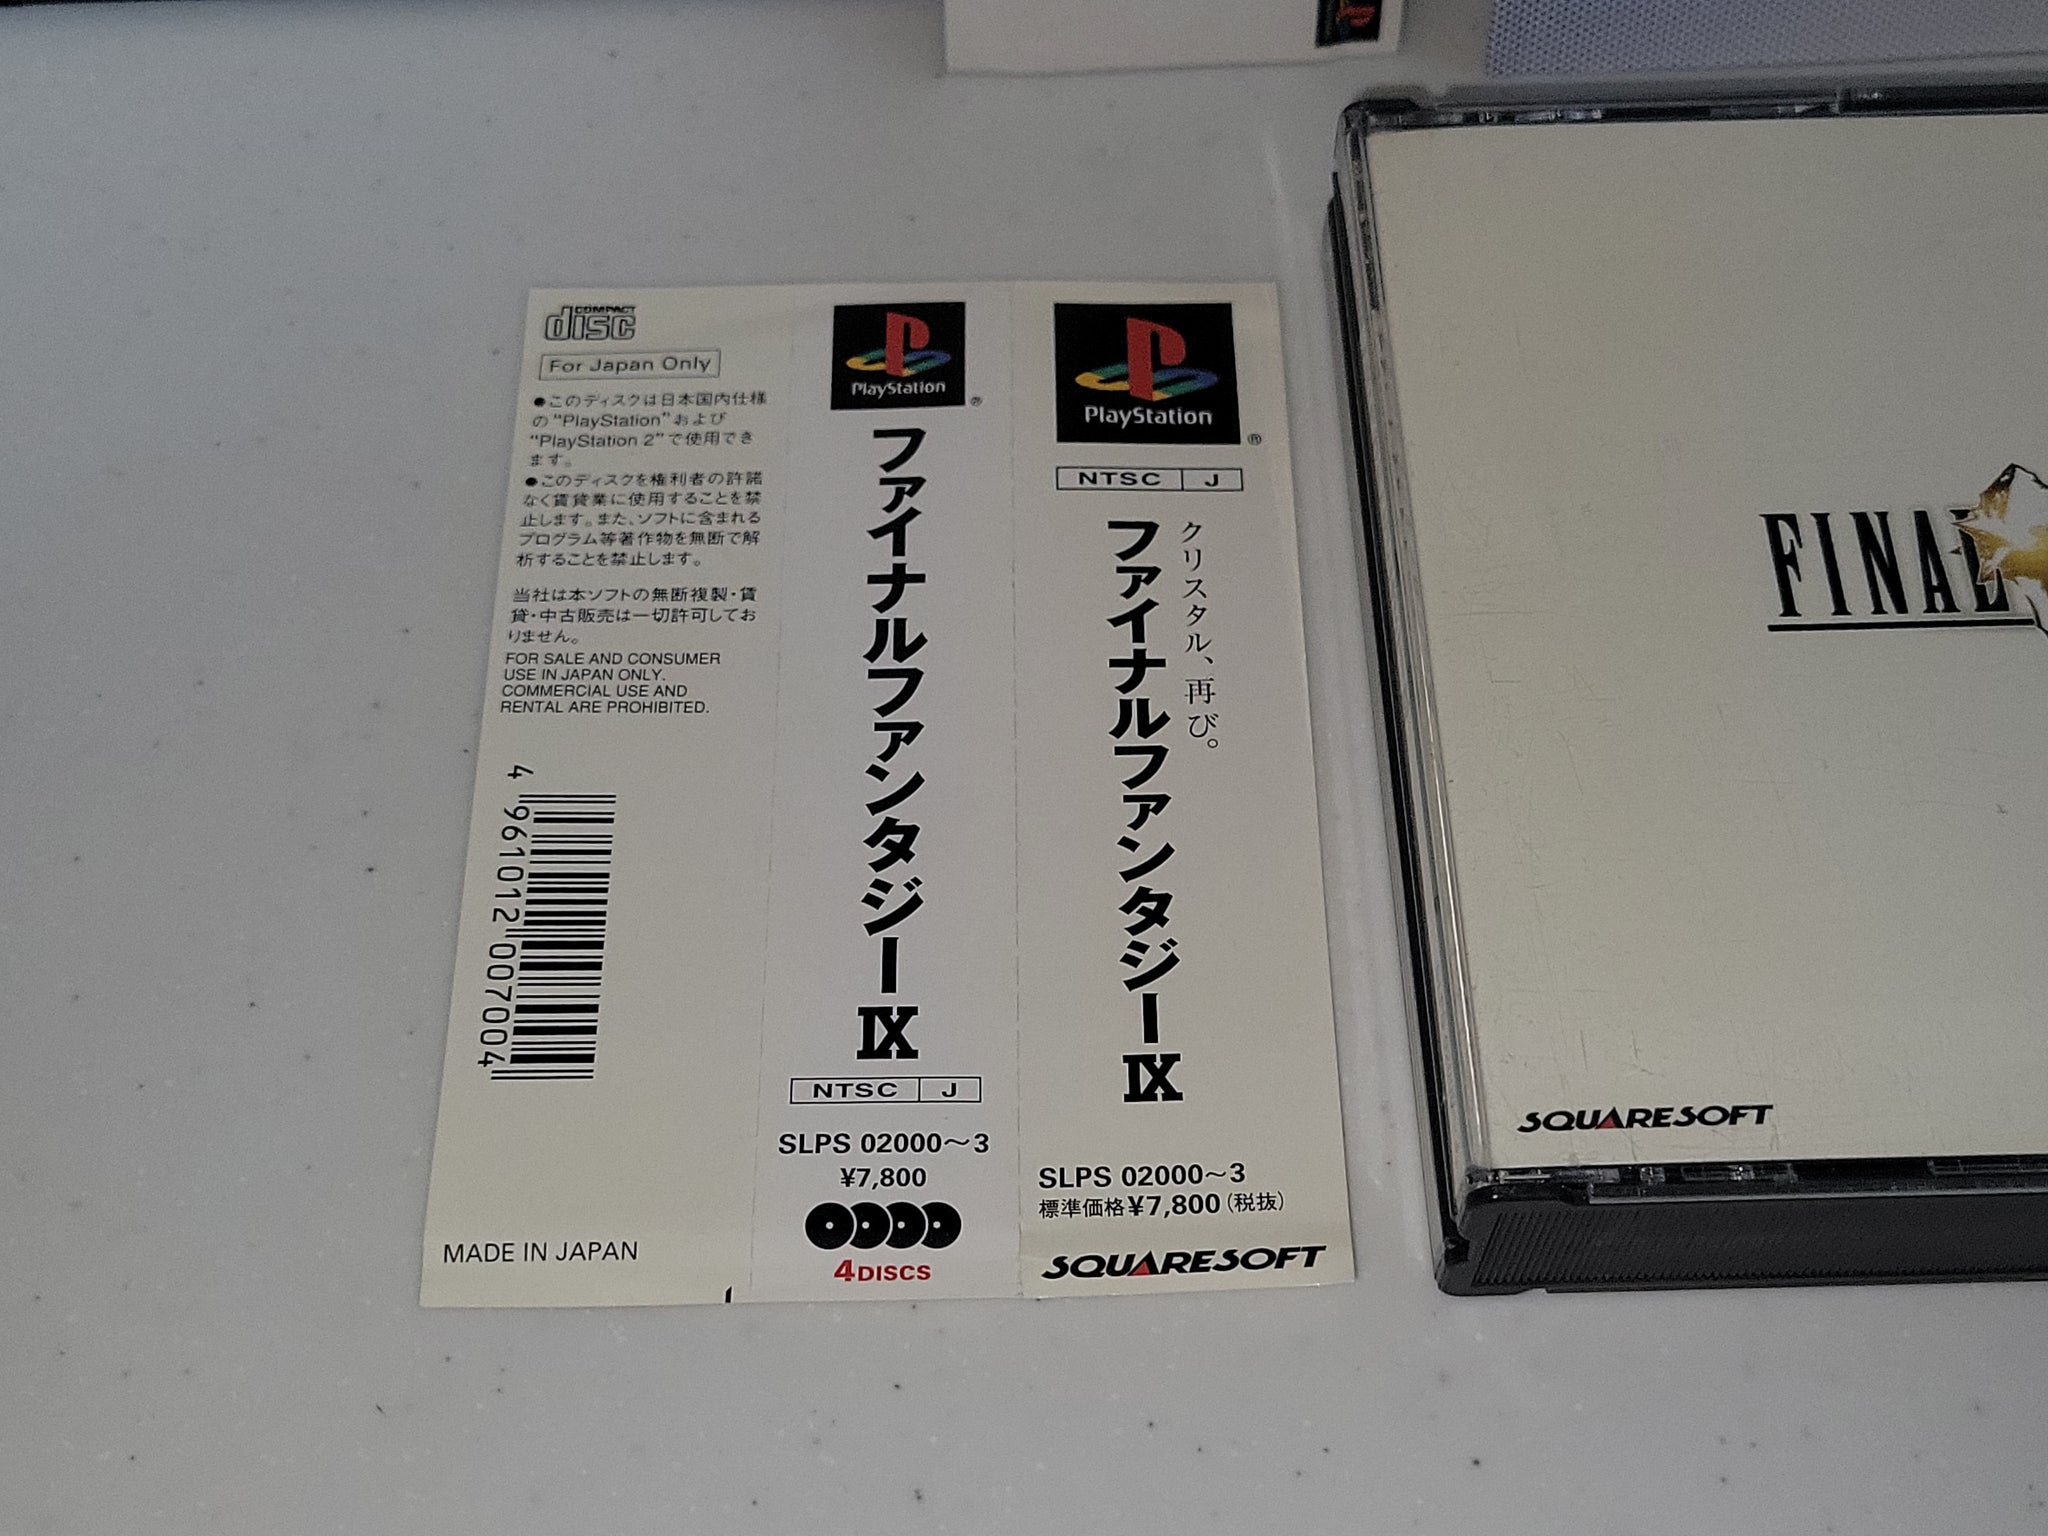 COMPACT
disc
For Japan Only
●このディスクは日本国内仕様
の“PlayStation”および
“PlayStation 2”で使用でき
ます。
●このディスクを権利者の許諾
なく賃貸業に使用することを禁
止します。また、ソフトに含まれる
プログラム等著作物を無断で解
析することを禁止します。
当社は本ソフトの無断複製・賃
貸・中古販売は一切許可してお
りません。
FOR SALE AND CONSUMER
USE IN JAPAN ONLY.
COMMERCIAL USE AND
RENTAL ARE PROHIBITED.
4 961012 007004
MADE IN JAPAN
PlayStation
®
ファイナルファンタジーIX
NTSC J
SLPS 02000～3
¥7,800
4DISCS
PlayStation
®
NTSC J
クリスタル、再び。
ファイナルファンタジーIX
SLPS 02000～3
標準価格¥7,800(税抜)
SQUARESOFT
FINAL
SQUARESOFT